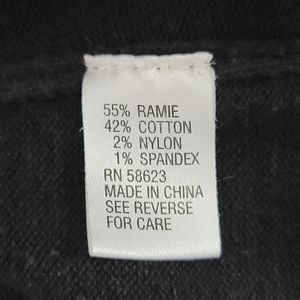 55% RAMIE
42% COTTON
2% NYLON
1% SPANDEX
RN 58623
MADE IN CHINA
SEE REVERSE
FOR CARE